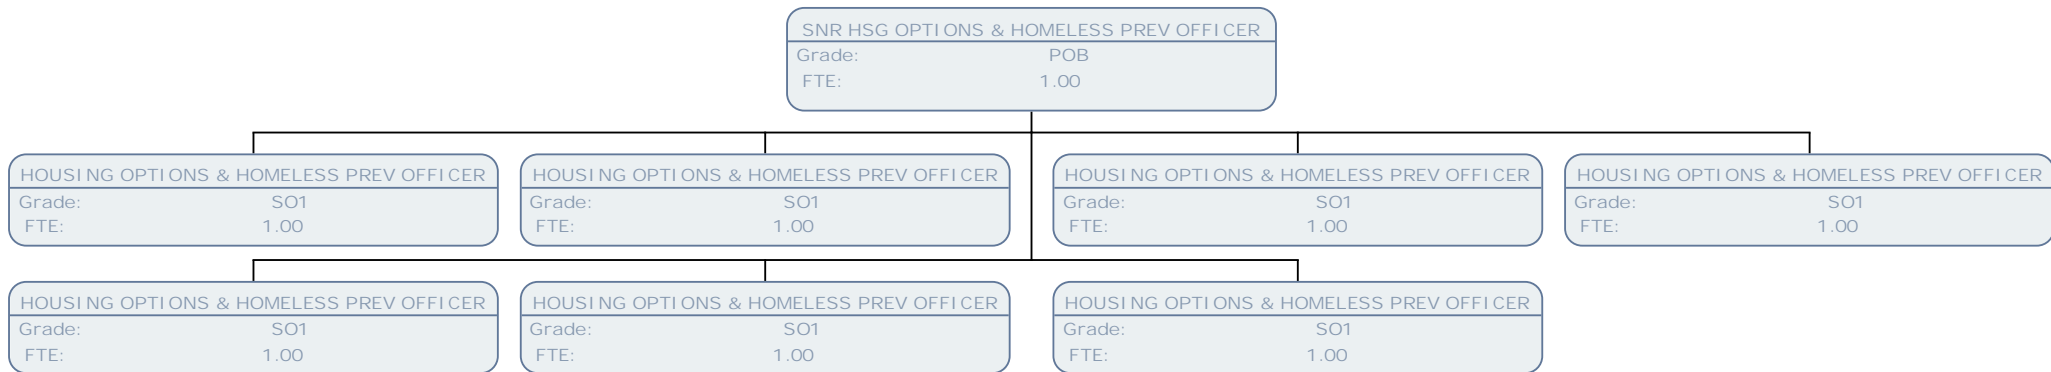 SNR HSG OPTIONS & HOMELESS PREV OFFICER
Grade: POB
FTE: 1.00
HOUSING OPTIONS & HOMELESS PREV OFFICER
Grade: SO1
FTE: 1.00
HOUSING OPTIONS & HOMELESS PREV OFFICER
Grade: SO1
FTE: 1.00
HOUSING OPTIONS & HOMELESS PREV OFFICER
Grade: SO1
FTE: 1.00
HOUSING OPTIONS & HOMELESS PREV OFFICER
Grade: SO1
FTE: 1.00
HOUSING OPTIONS & HOMELESS PREV OFFICER
Grade: SO1
FTE: 1.00
HOUSING OPTIONS & HOMELESS PREV OFFICER
Grade: SO1
FTE: 1.00
HOUSING OPTIONS & HOMELESS PREV OFFICER
Grade: SO1
FTE: 1.00